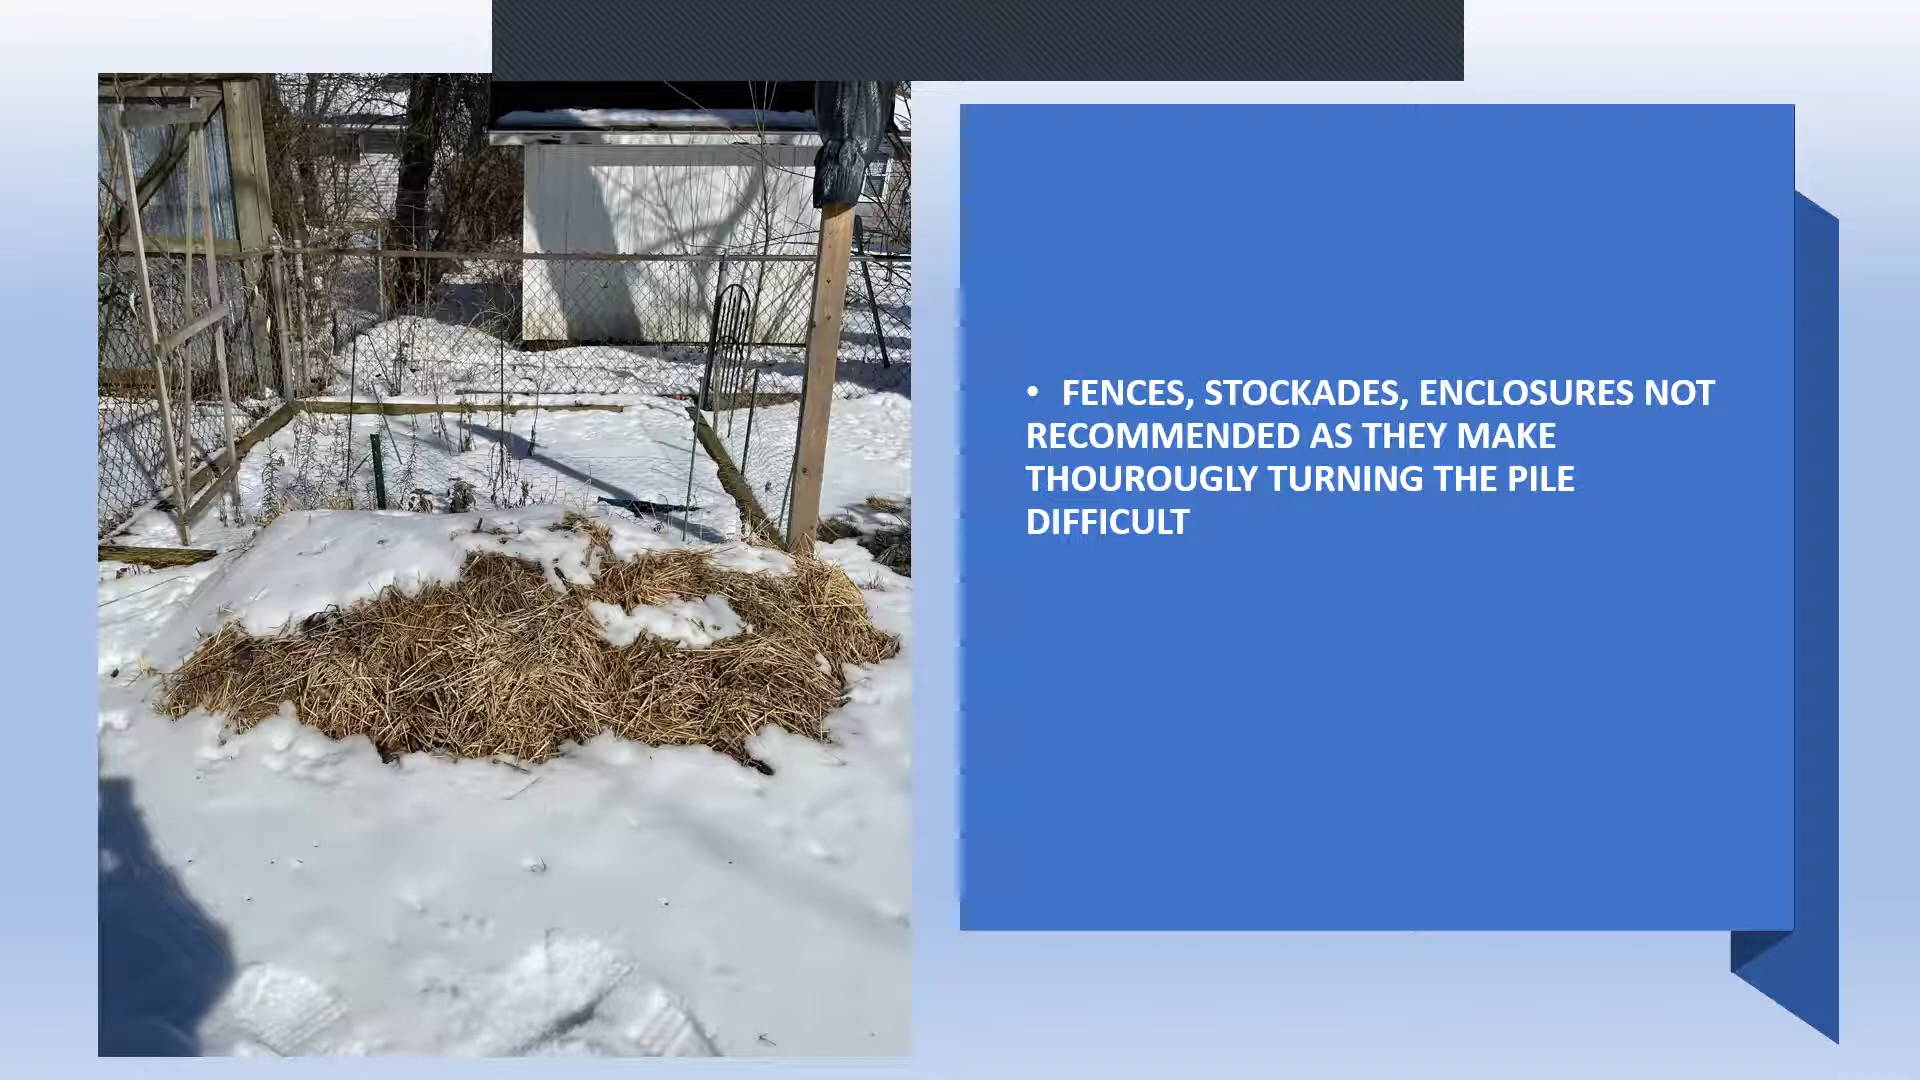 • FENCES, STOCKADES, ENCLOSURES NOT
RECOMMENDED AS THEY MAKE
THOUROUGLY TURNING THE PILE
DIFFICULT